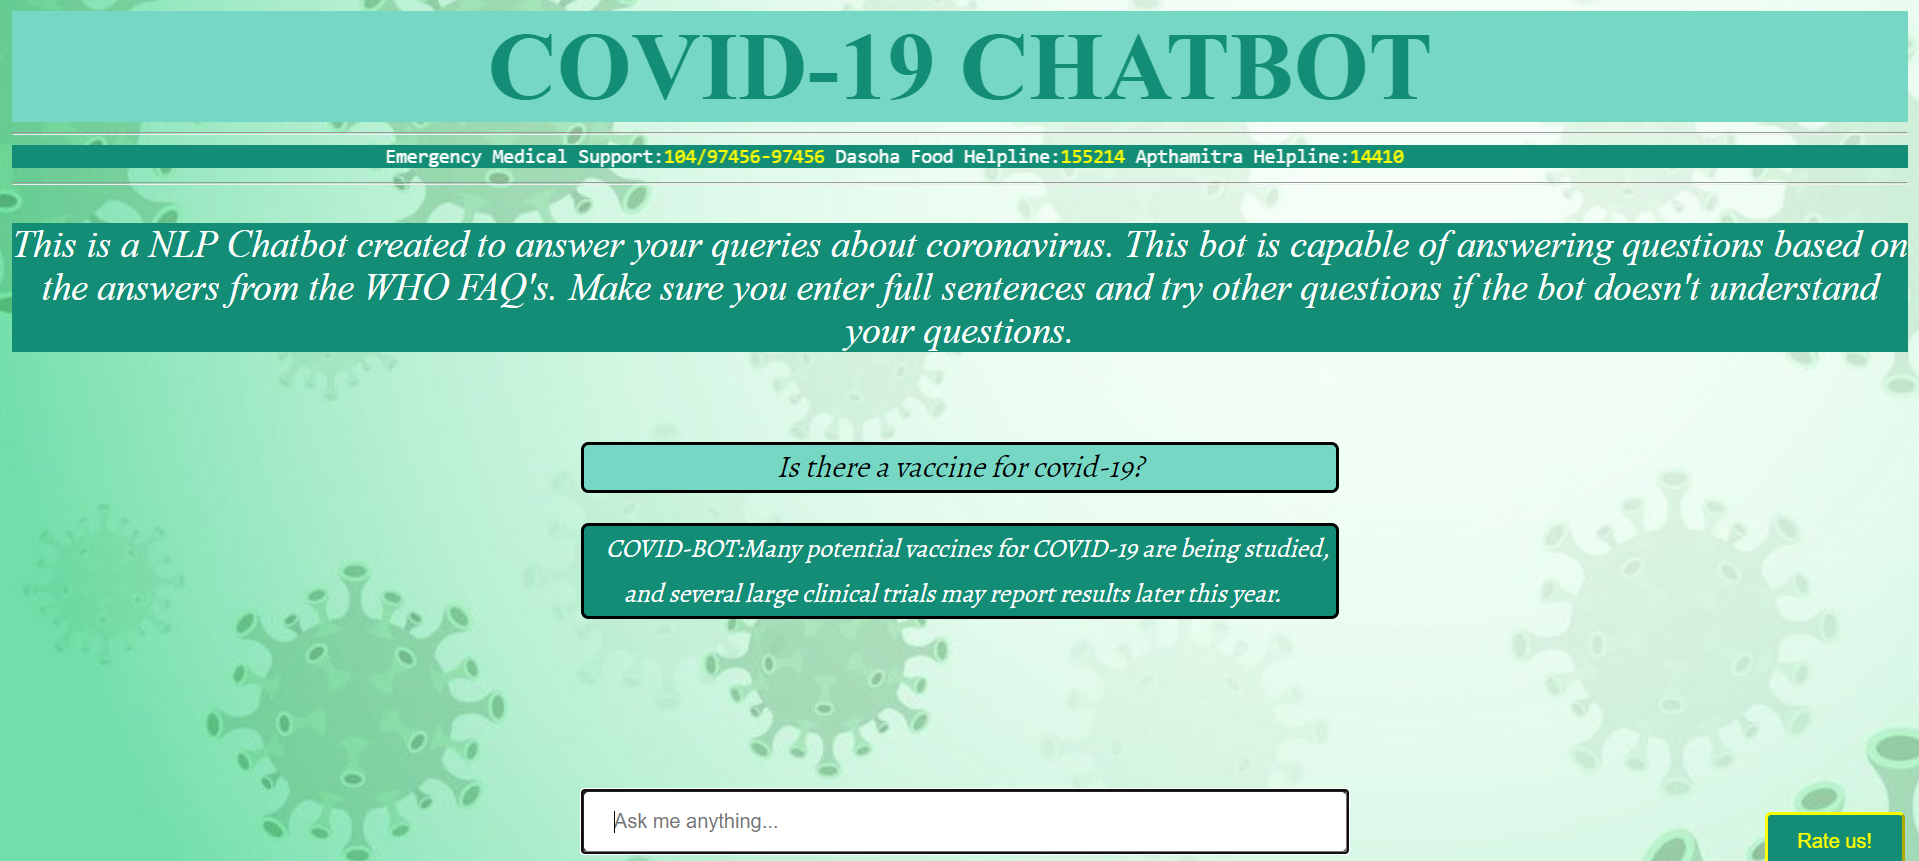 COVID-19 CHATBOT
Emergency Medical Support:104/97456-97456 Dasoha Food Helpline:155214 Apthamitra Helpline:14410
This is a NLP Chatbot created to answer your queries about coronavirus. This bot is capable of answering questions based on
the answers from the WHO FAQ's. Make sure you enter full sentences and try other questions if the bot doesn't understand
your questions.
Is there a vaccine for covid-19?
COVID-BOT:Many potential vaccines for COVID-19 are being studied,
and several large clinical trials may report results later this year.
Ask me anything...
Rate us!